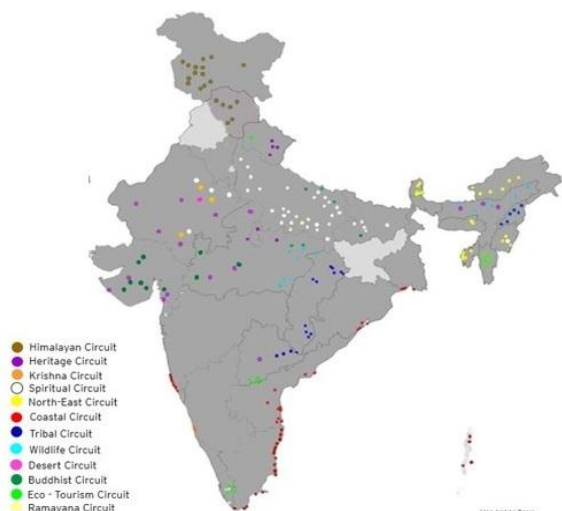 Himalayan Circuit
Heritage Circuit
Krishna Circuit
Spiritual Circuit
North-East Circuit
Coastal Circuit
Tribal Circuit
Wildlife Circuit
Desert Circuit
Buddhist Circuit
Eco - Tourism Circuit
Ramayana Circuit